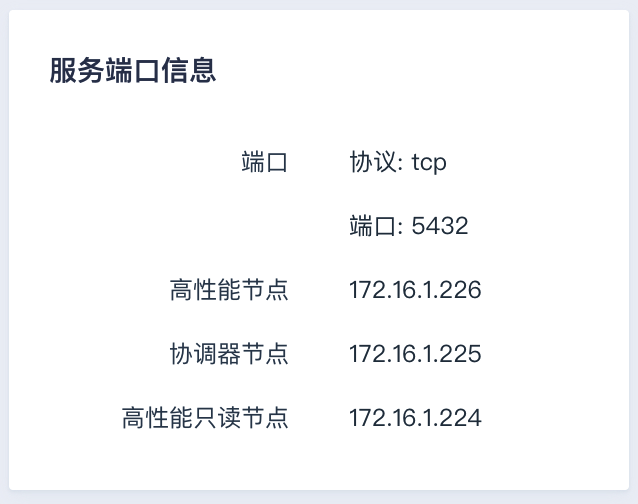 服务端口信息
端口 协议: tcp
端口: 5432
高性能节点 172.16.1.226
协调器节点 172.16.1.225
高性能只读节点 172.16.1.224